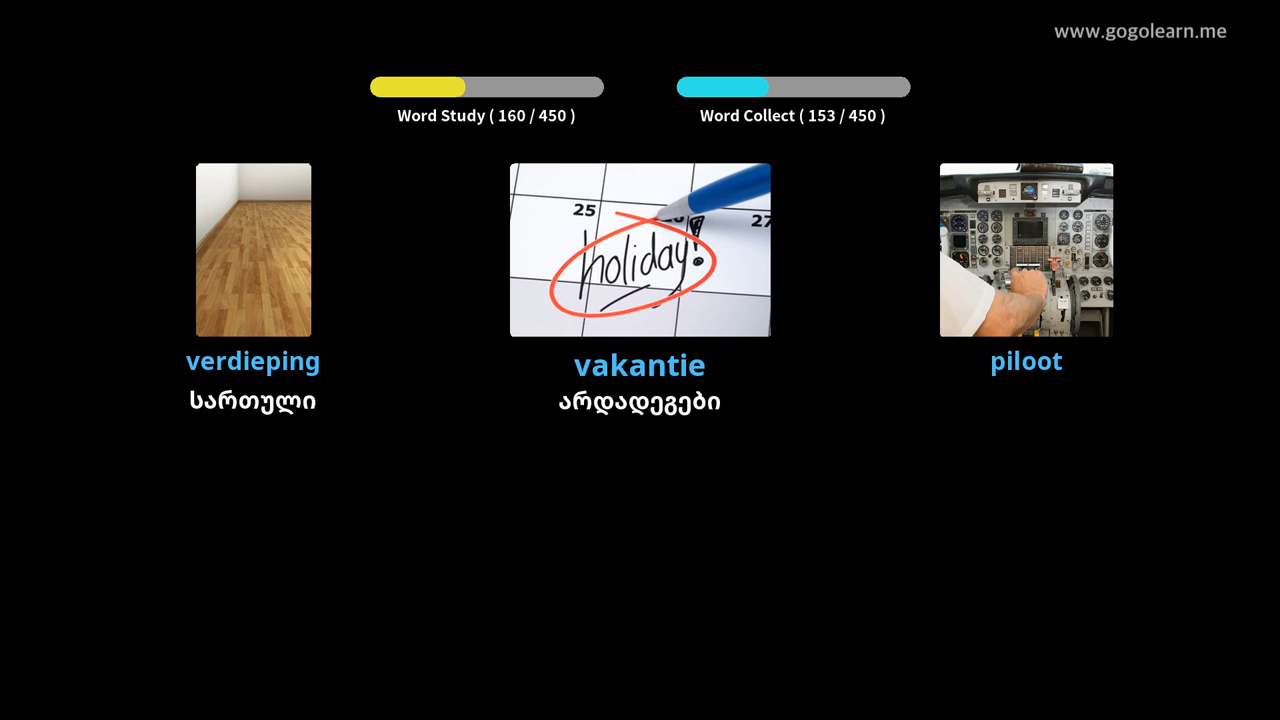 www.gogolearn.me
Word Study ( 160 / 450 )
Word Collect ( 153 / 450 )
25
27
holiday!
verdieping
vakantie
piloot
სართული
არდადეგები